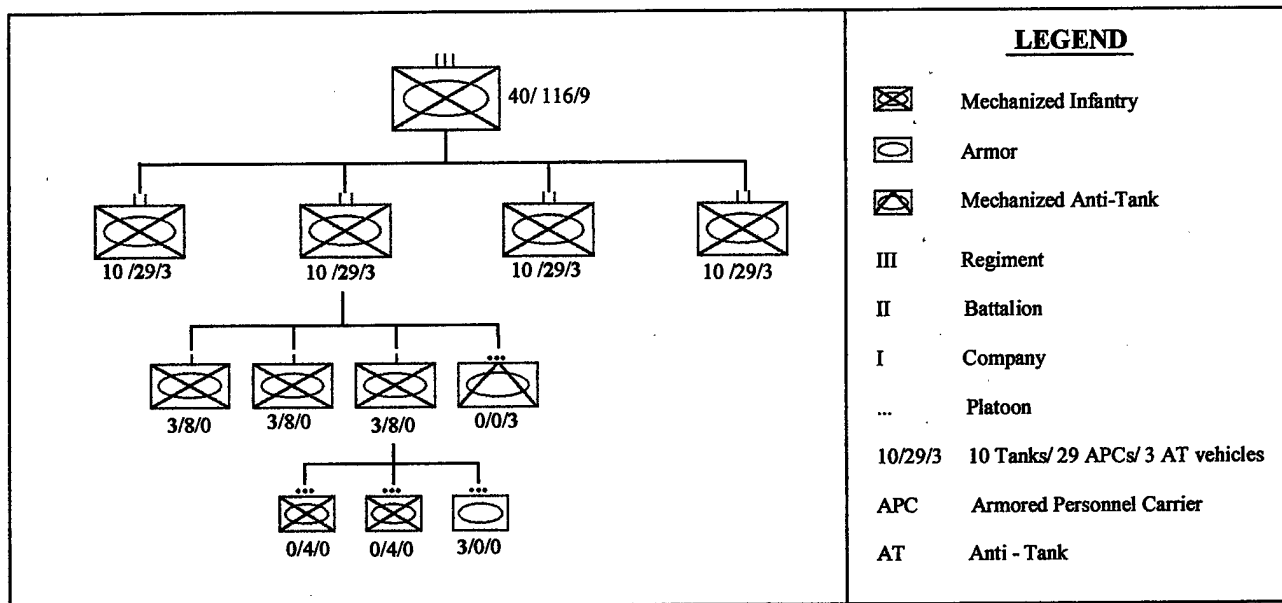 III
40/ 116/9
II
II
II
II
10 /29/3
10 /29/3
10 /29/3
10 /29/3
I
I
I
...
3/8/0
3/8/0
3/8/0
0/0/3
...
...
...
0/4/0
0/4/0
3/0/0
LEGEND
Mechanized Infantry
Armor
Mechanized Anti-Tank
III Regiment
II Battalion
I Company
... Platoon
10/29/3 10 Tanks/ 29 APCs/ 3 AT vehicles
APC Armored Personnel Carrier
AT Anti - Tank